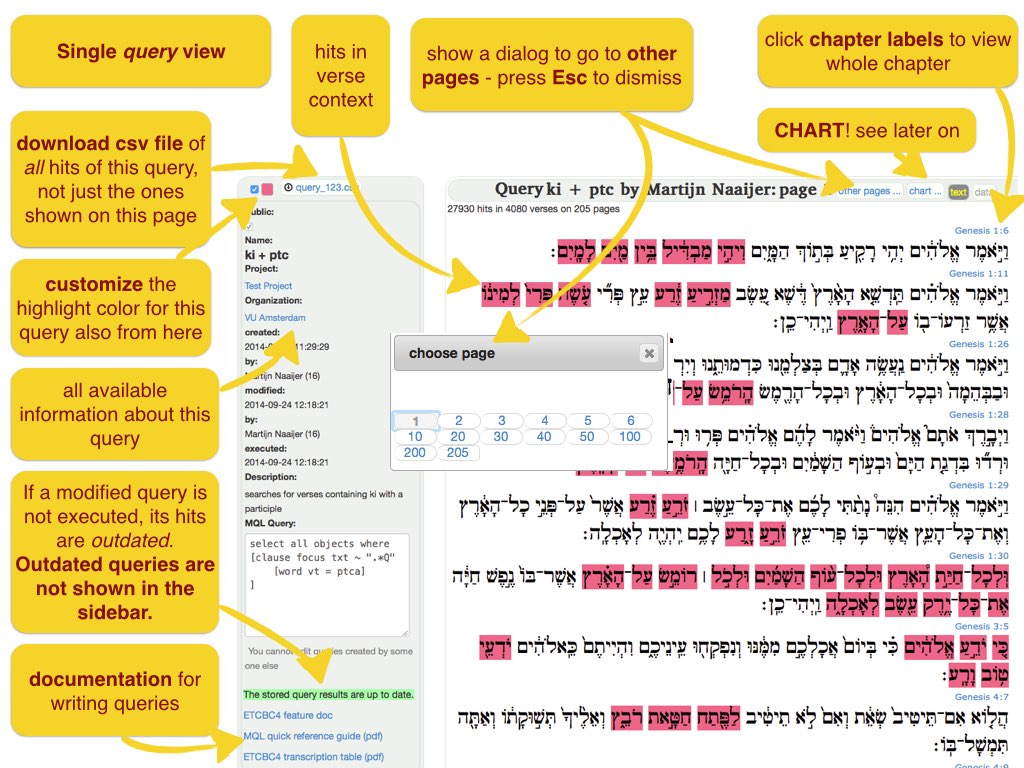 Single query view
hits in
verse
context
show a dialog to go to other
pages - press Esc to dismiss
click chapter labels to view
whole chapter
CHART! see later on
download csv file of
all hits of this query,
not just the ones
shown on this page
customize the
highlight color for this
query also from here
all available
information about this
query
If a modified query is
not executed, its hits
are outdated.
Outdated queries are
not shown in the
sidebar.
documentation for
writing queries
query_123.cs
Public:
Name:
ki + ptc
Project:
Test Project
Organization:
VU Amsterdam
created:
11:29:29
by:
Martijn Naaijer (16)
modified:
2014-09-24 12:18:21
by:
Martijn Naaijer (16)
executed:
2014-09-24 12:18:21
Description:
searches for verses containing ki with a
participle
MQL Query:
select all objects where
[clause focus txt ~ ".*Q"
[word vt = ptca]
]
You cannot edit queries created by some
one else
The stored query results are up to date.
ETCBC4 feature doc
MQL quick reference guide (pdf)
ETCBC4 transcription table (pdf)
Query ki + ptc by Martijn Naaijer: page
other pages ... chart ... text data
27930 hits in 4080 verses on 205 pages
Genesis 1:6
וַיֹּ֣אמֶר אֱלֹהִ֔ים יְהִ֥י רָקִ֖יעַ בְּתֹ֣וךְ הַמָּ֑יִם וִיהִ֣י מַבְדִּ֔יל בֵּ֥ין מַ֖יִם לָמָֽיִם׃
Genesis 1:11
וַיֹּ֣אמֶר אֱלֹהִ֗ים תַּֽדְשֵׁ֤א הָאָ֨רֶץ֙ דֶּ֔שֶׁא עֵ֚שֶׂב מַזְרִ֣יעַ זֶ֔רַע עֵ֣ץ פְּרִ֞י עֹ֤שֶׂה פְּרִי֙ לְמִינֹ֔ו
אֲשֶׁ֥ר זַרְעֹו־בֹ֖ו עַל־הָאָ֑רֶץ וַֽיְהִי־כֵֽן׃
Genesis 1:26
וַיֹּ֣אמֶר אֱלֹהִ֔ים נַֽעֲשֶׂ֥ה אָדָ֛ם בְּצַלְמֵ֖נוּ כִּדְמוּתֵ֑נוּ
וּבַבְּהֵמָה֙ וּבְכָל־הָאָ֔רֶץ וּבְכָל־הָרֶ֖מֶשׂ הָֽרֹמֵ֥שׂ עַל־
Genesis 1:28
וַיְבָ֣רֶךְ אֹתָם֮ אֱלֹהִים֒ וַיֹּ֨אמֶר לָהֶ֜ם אֱלֹהִ֗ים פְּר֥וּ
וּרְד֞וּ בִּדְגַ֤ת הַיָּם֙ וּבְעֹ֣וף הַשָּׁמַ֔יִם וּבְכָל־חַיָּ֖ה
Genesis 1:29
וַיֹּ֣אמֶר אֱלֹהִ֗ים הִנֵּה֩ נָתַ֨תִּי לָכֶ֜ם אֶת־כָּל־עֵ֣שֶׂב ׀ זֹרֵ֣עַ זֶ֗רַע אֲשֶׁר֙ עַל־פְּנֵ֣י כָל־הָאָ֔רֶץ
וְאֶת־כָּל־הָעֵ֛ץ אֲשֶׁר־בֹּ֥ו פְרִי־עֵ֖ץ זֹרֵ֣עַ זָ֑רַע לָכֶ֥ם יִֽהְיֶ֖ה לְאָכְלָֽה׃
Genesis 1:30
וּֽלְכָל־חַיַּ֣ת הָ֠אָרֶץ וּלְכָל־עֹ֨וף הַשָּׁמַ֜יִם וּלְכֹ֣ל ׀ רֹומֵ֣שׂ עַל־הָאָ֗רֶץ אֲשֶׁר־בֹּו֙ נֶ֣פֶשׁ חַיָּ֔ה
אֶת־כָּל־יֶ֥רֶק עֵ֖שֶׂב לְאָכְלָ֑ה וַֽיְהִי־כֵֽן׃
Genesis 3:5
כִּ֚י יֹדֵ֣עַ אֱלֹהִ֔ים כִּ֗י בְּיֹום֙ אֲכָלְכֶ֣ם מִמֶּ֔נּוּ וְנִפְקְח֖וּ עֵֽינֵיכֶ֑ם וִהְיִיתֶם֙ כֵּֽאלֹהִ֔ים יֹדְעֵ֖י
טֹ֥וב וָרָֽע׃
Genesis 4:7
הֲלֹ֤וא אִם־תֵּיטִיב֙ שְׂאֵ֔ת וְאִם֙ לֹ֣א תֵיטִ֔יב לַפֶּ֖תַח חַטָּ֣את רֹבֵ֑ץ וְאֵלֶ֨יךָ֙ תְּשׁ֣וּקָתֹ֔ו וְאַתָּ֖ה
תִּמְשָׁל־בֹּֽו׃
Genesis 4:9
choose page
1 2 3 4 5 6
10 20 30 40 50 100
200 205